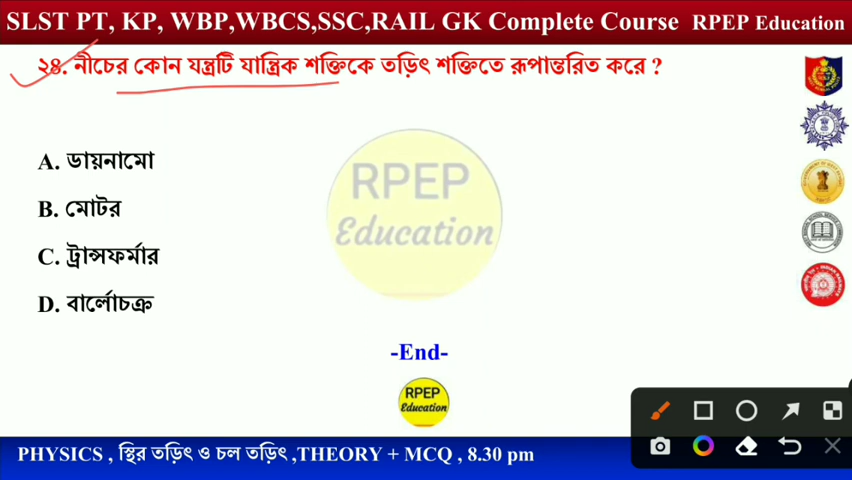 SLST PT, KP, WBP,WBCS,SSC,RAIL GK Complete Course RPEP Education
২৪. নীচের কোন যন্ত্রটি যান্ত্রিক শক্তিকে তড়িৎ শক্তিতে রূপান্তরিত করে ?
A. ডায়নামো
B. মোটর
C. ট্রান্সফর্মার
D. বার্লোচক্র
RPEP
Education
-End-
RPEP
Education
PHYSICS , স্থির তড়িৎ ও চল তড়িৎ ,THEORY + MCQ , 8.30 pm